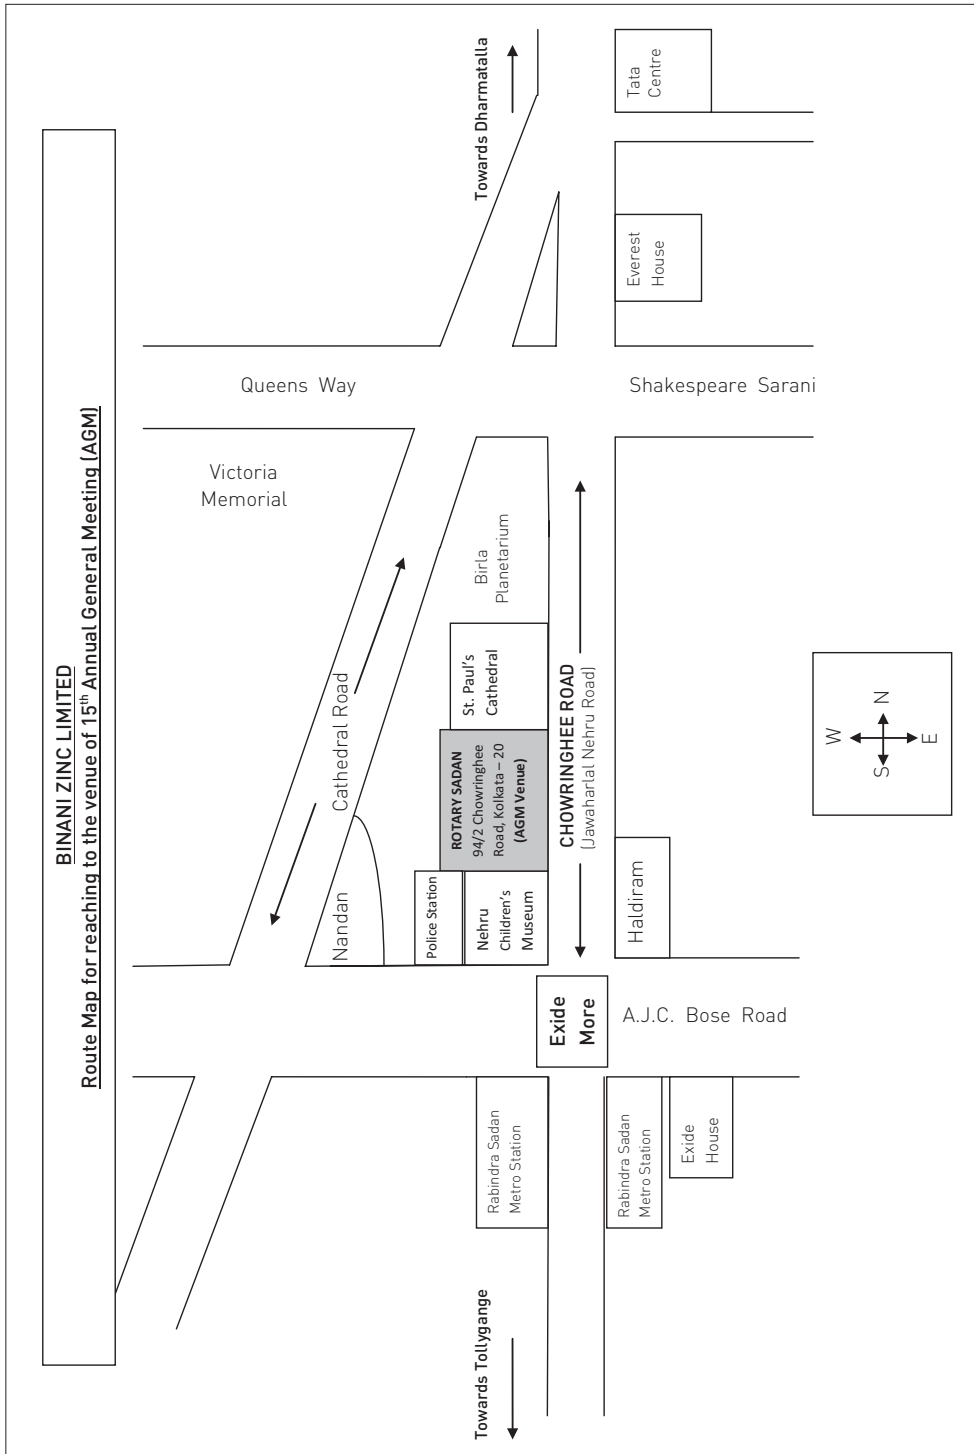 BINANI ZINC LIMITED
Route Map for reaching to the venue of 15th Annual General Meeting (AGM)
Towards Dharmatalla
Tata
Centre
Everest
House
Queens Way
Shakespeare Sarani
Victoria
Memorial
Birla
Planetarium
St. Paul's
Cathedral
Cathedral Road
ROTARY SADAN
94/2 Chowringhee
Road, Kolkata – 20
(AGM Venue)
CHOWRINGHEE ROAD
(Jawaharlal Nehru Road)
W
N
S
E
Nandan
Police Station
Nehru
Children's
Museum
Haldiram
Exide
More
A.J.C. Bose Road
Rabindra Sadan
Metro Station
Rabindra Sadan
Metro Station
Exide
House
Towards Tollygange